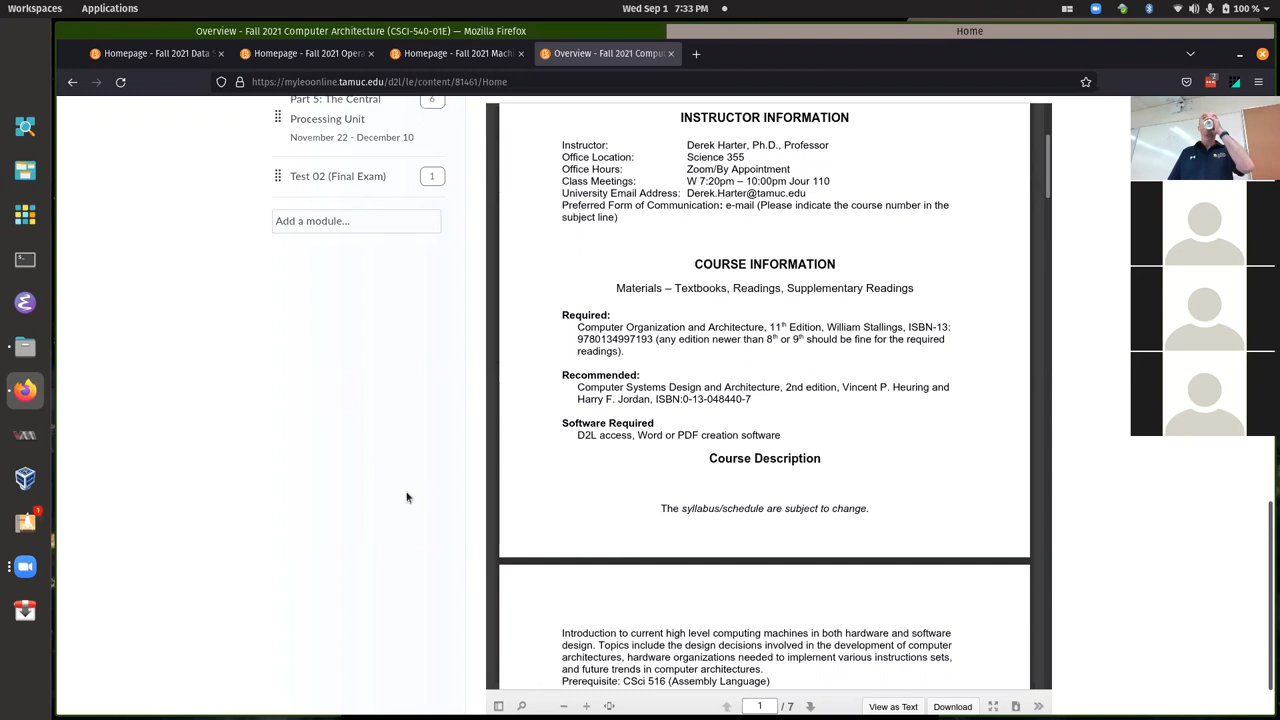 Workspaces Applications Wed Sep 1 7:33 PM 100 %
Overview - Fall 2021 Computer Architecture (CSCI-540-01E) — Mozilla Firefox Home
Homepage - Fall 2021 Data S Homepage - Fall 2021 Opera Homepage - Fall 2021 Machi Overview - Fall 2021 Compu
https://myleoonline.tamuc.edu/d2l/le/content/81461/Home
Part 5: The Central 6
Processing Unit
November 22 - December 10
Test 02 (Final Exam) 1
Add a module...
INSTRUCTOR INFORMATION
Instructor: Derek Harter, Ph.D., Professor
Office Location: Science 355
Office Hours: Zoom/By Appointment
Class Meetings: W 7:20pm – 10:00pm Jour 110
University Email Address: Derek.Harter@tamuc.edu
Preferred Form of Communication: e-mail (Please indicate the course number in the
subject line)
COURSE INFORMATION
Materials – Textbooks, Readings, Supplementary Readings
Required:
Computer Organization and Architecture, 11th Edition, William Stallings, ISBN-13:
9780134997193 (any edition newer than 8th or 9th should be fine for the required
readings).
Recommended:
Computer Systems Design and Architecture, 2nd edition, Vincent P. Heuring and
Harry F. Jordan, ISBN:0-13-048440-7
Software Required
D2L access, Word or PDF creation software
Course Description
The syllabus/schedule are subject to change.
Introduction to current high level computing machines in both hardware and software
design. Topics include the design decisions involved in the development of computer
architectures, hardware organizations needed to implement various instructions sets,
and future trends in computer architectures.
Prerequisite: CSci 516 (Assembly Language)
1 / 7 View as Text Download